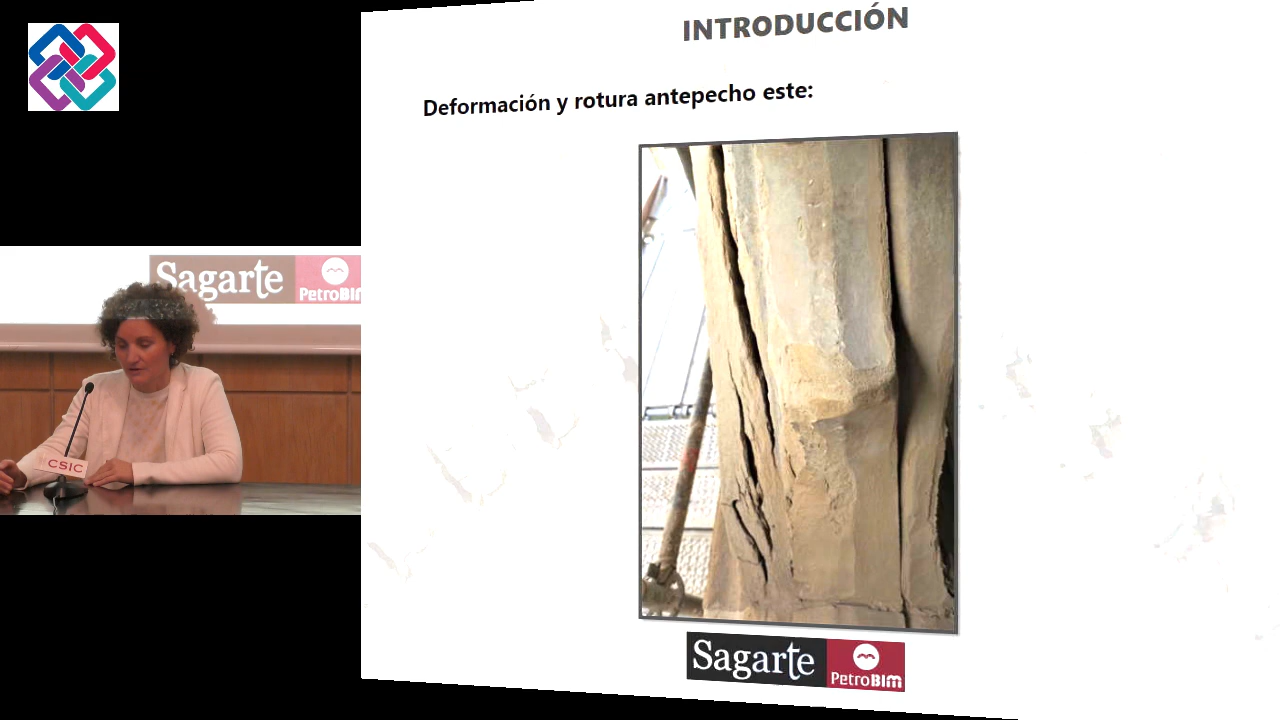 INTRODUCCIÓN
Deformación y rotura antepecho este:
Sagarte
PetroBIM
CSIC
Sagarte
PetroBIM